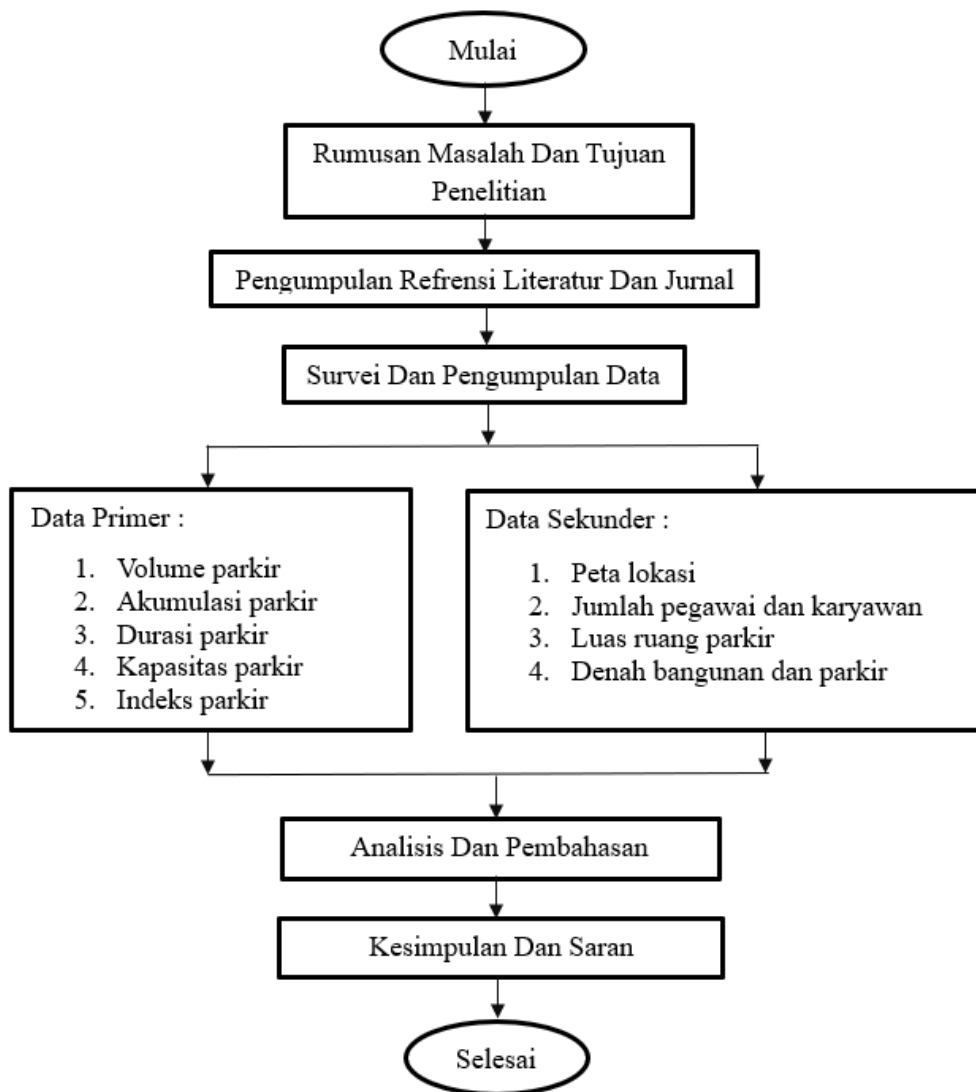 Mulai
Rumusan Masalah Dan Tujuan
Penelitian
Pengumpulan Refrensi Literatur Dan Jurnal
Survei Dan Pengumpulan Data
Data Primer :
1. Volume parkir
2. Akumulasi parkir
3. Durasi parkir
4. Kapasitas parkir
5. Indeks parkir
Data Sekunder :
1. Peta lokasi
2. Jumlah pegawai dan karyawan
3. Luas ruang parkir
4. Denah bangunan dan parkir
Analisis Dan Pembahasan
Kesimpulan Dan Saran
Selesai